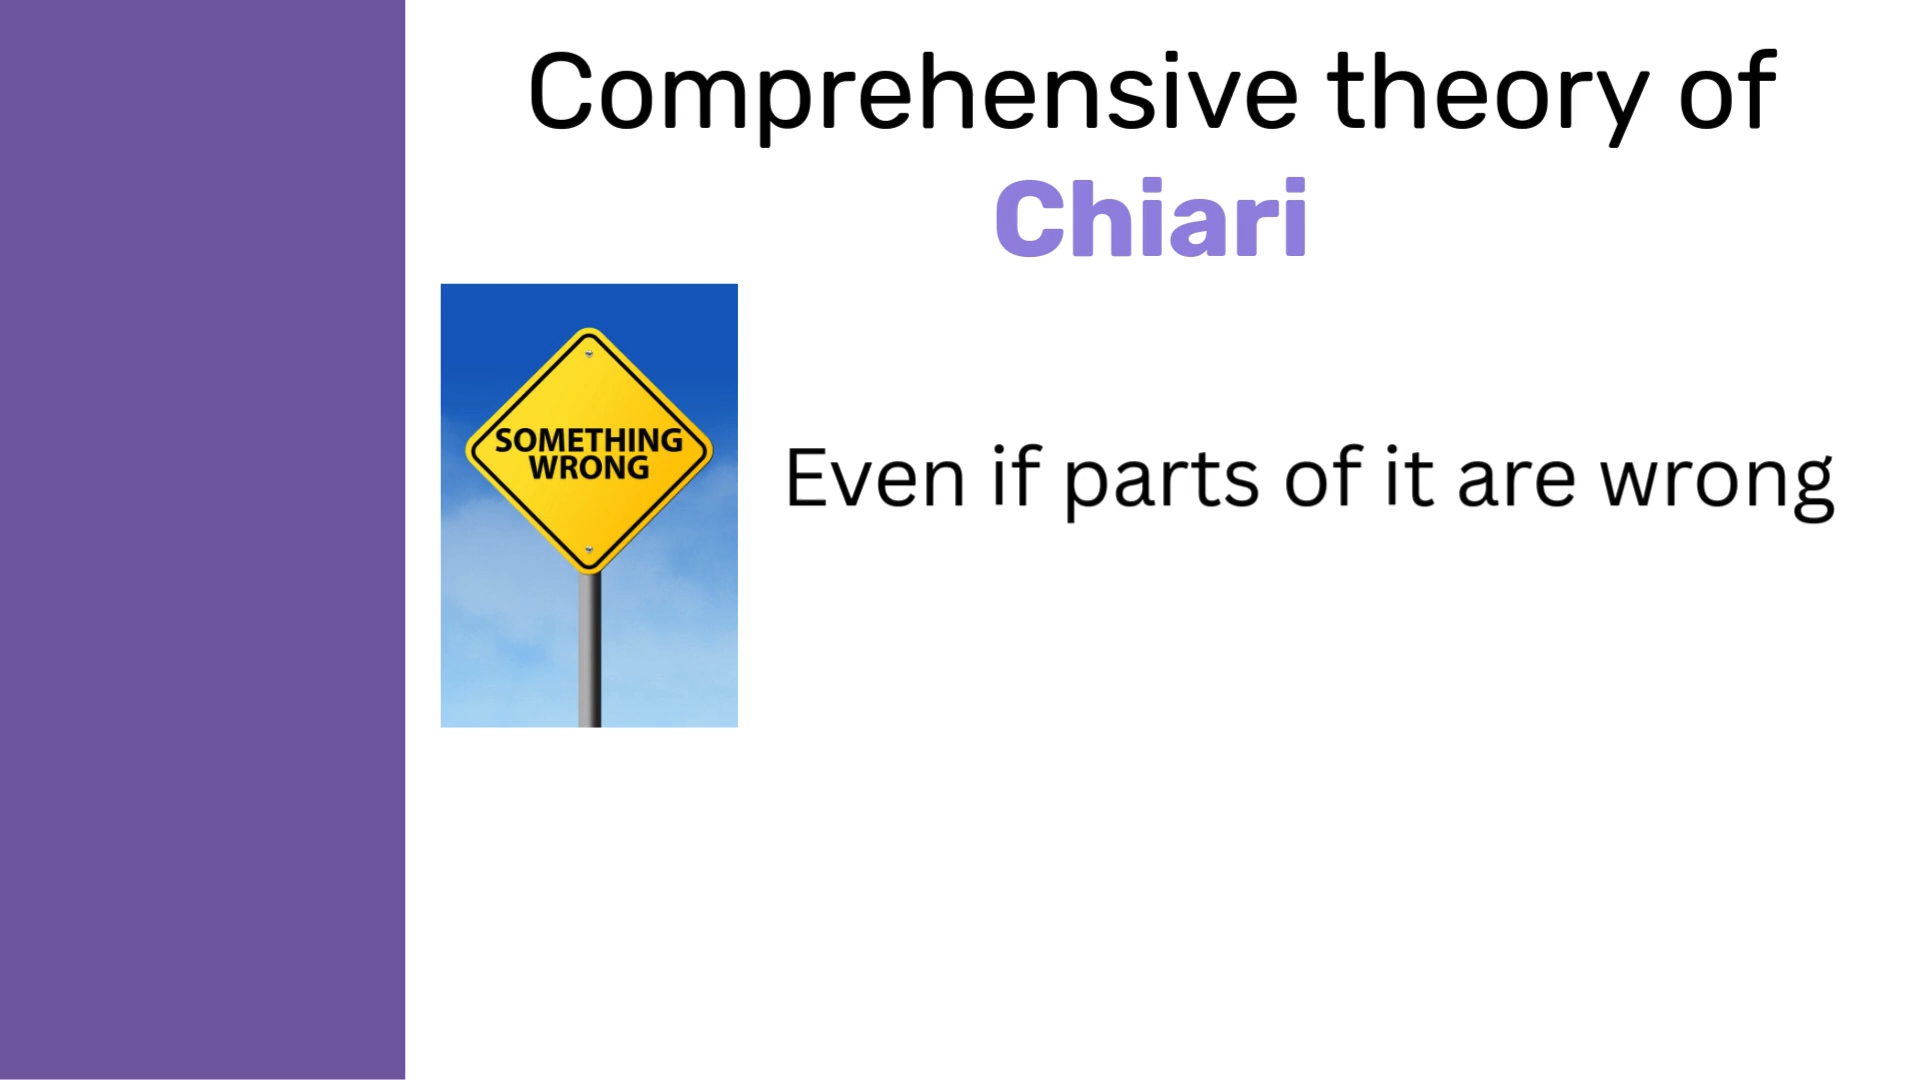 Comprehensive theory of
Chiari
SOMETHING
WRONG
Even if parts of it are wrong